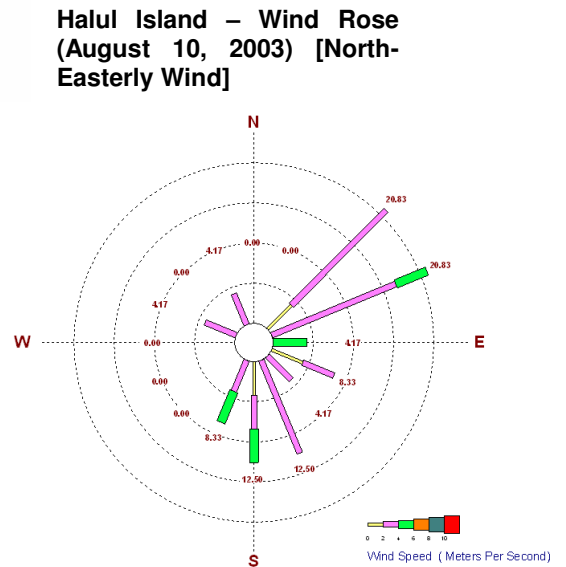 Halul Island – Wind Rose
(August 10, 2003) [North-
Easterly Wind]
N
20.83
4.17 0.00 0.00
0.00 20.83
4.17
W 0.00 4.17 E
0.00 8.33
0.00 4.17
8.33
12.50 12.50
S
0 2 4 6 8 10
Wind Speed ( Meters Per Second)